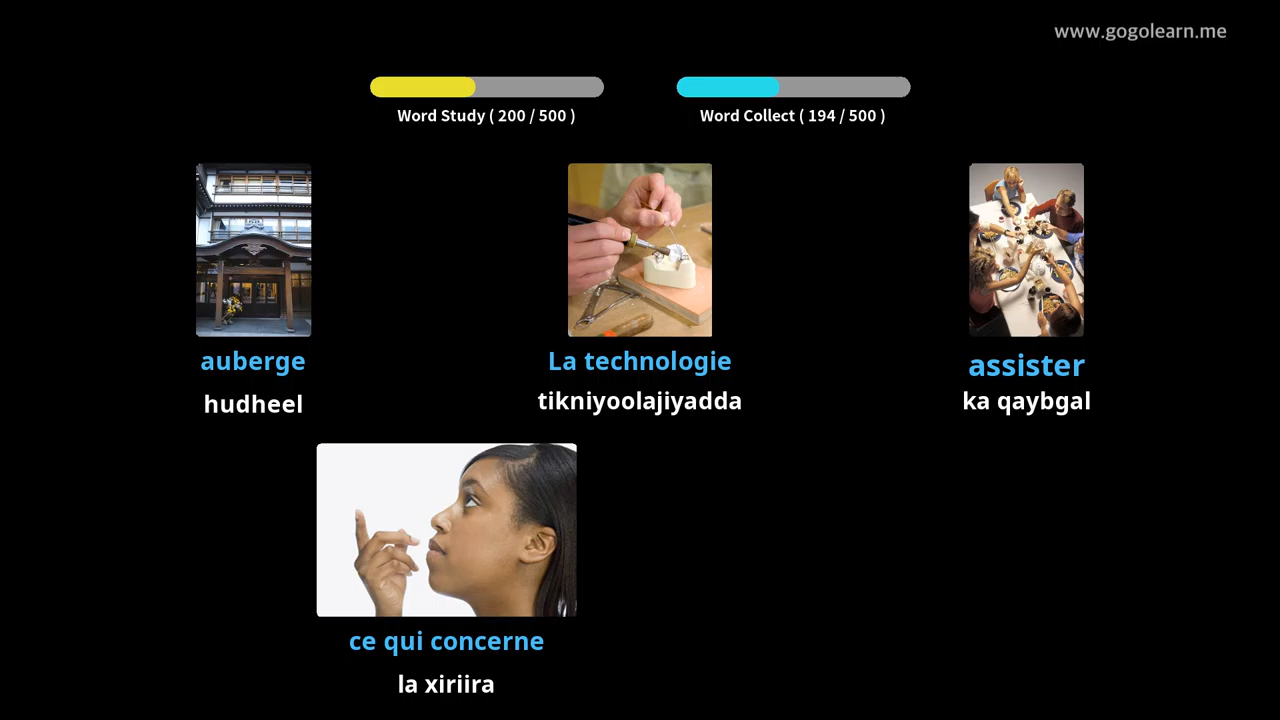 www.gogolearn.me
Word Study ( 200 / 500 )
Word Collect ( 194 / 500 )
auberge
hudheel
La technologie
tikniyoolajiyadda
assister
ka qaybgal
ce qui concerne
la xiriira